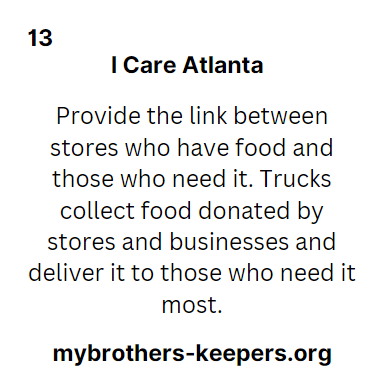 13
I Care Atlanta
Provide the link between
stores who have food and
those who need it. Trucks
collect food donated by
stores and businesses and
deliver it to those who need it
most.
mybrothers-keepers.org